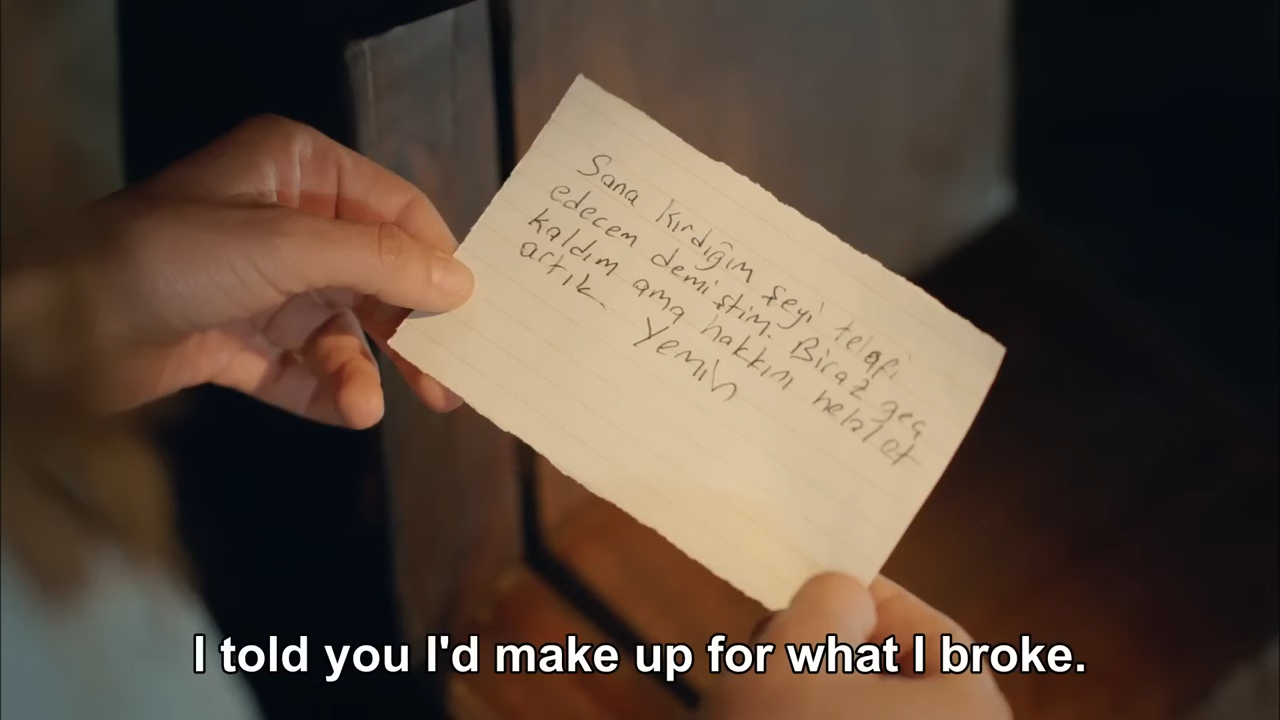 Sana kırdığım şeyi telafi
edecem demiştim. Biraz geç
kaldım ama hakkın helal et
artık.
Yemin
I told you I'd make up for what I broke.